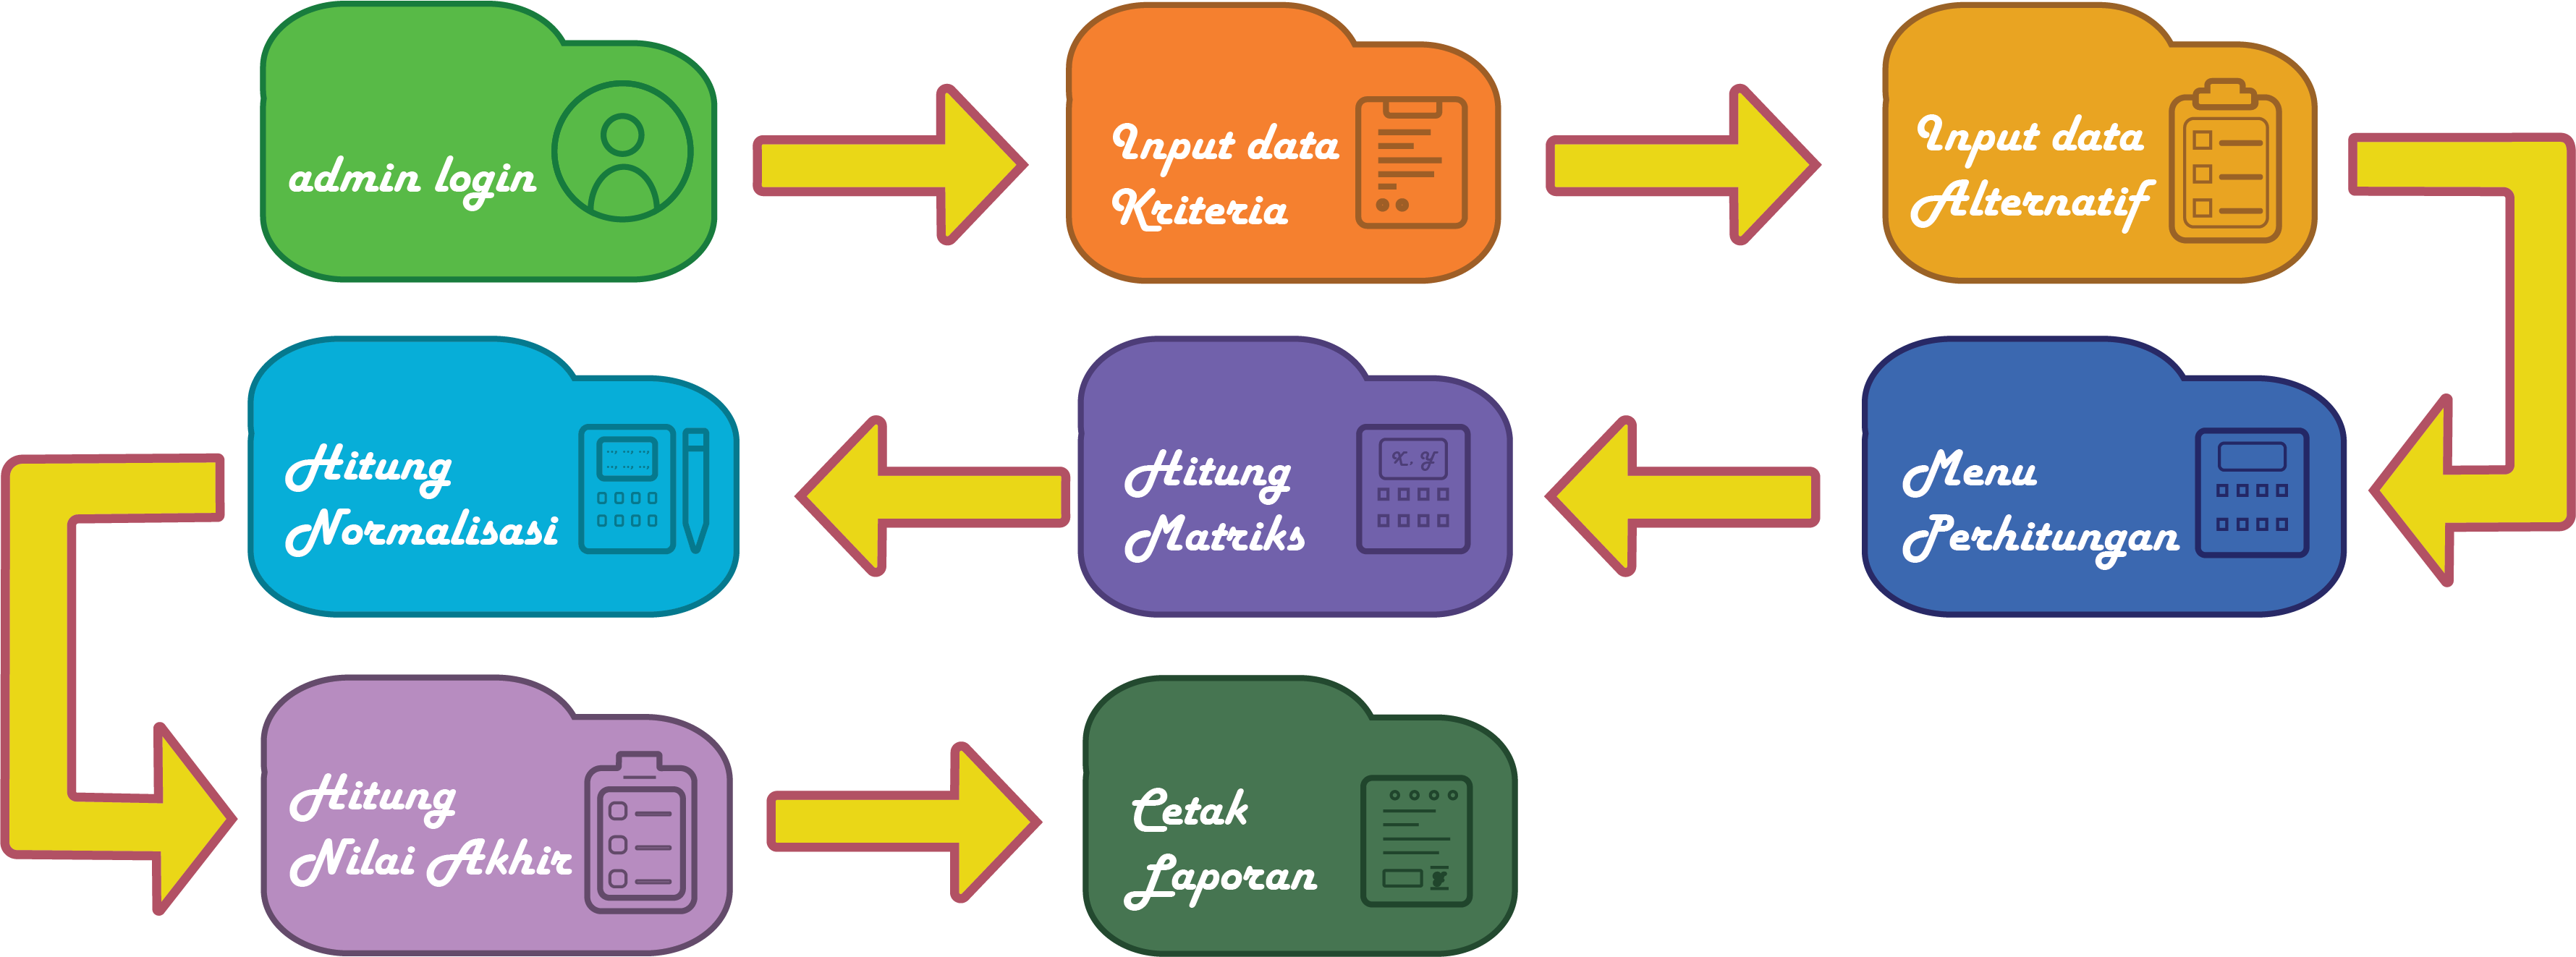 admin login
Input data
Kriteria
Input data
Alternatif
Menu
Perhitungan
Hitung
Matriks
X, Y
Hitung
Normalisasi
Hitung
Nilai Akhir
Cetak
Laporan